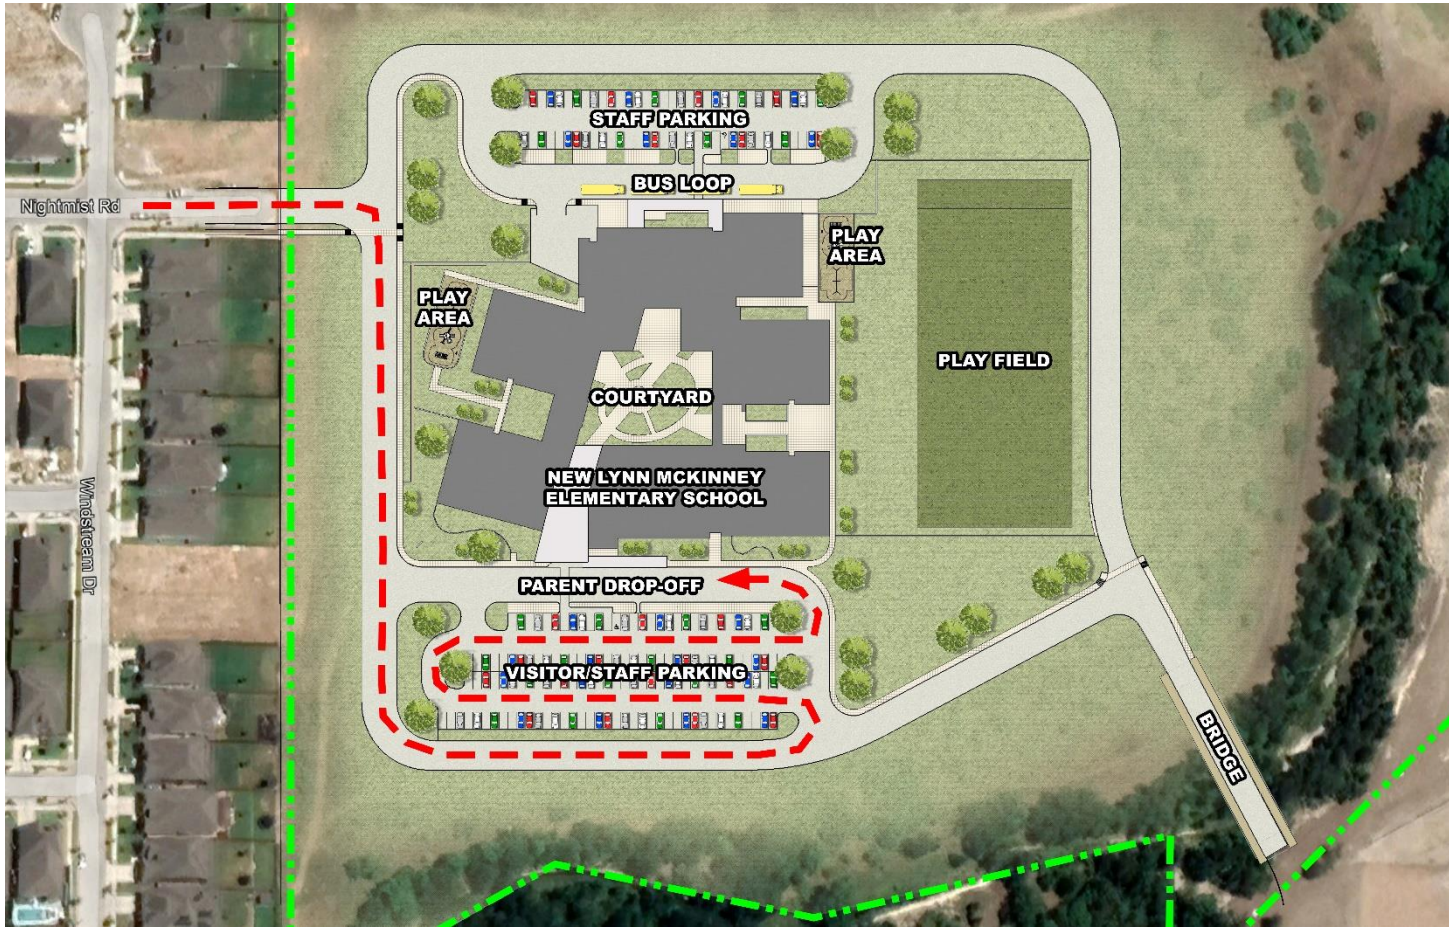 STAFF PARKING
BUS LOOP
Nightmist Rd
PLAY
AREA
PLAY
AREA
PLAY FIELD
COURTYARD
NEW LYNN MCKINNEY
ELEMENTARY SCHOOL
Windstream Dr
PARENT DROP-OFF
VISITOR/STAFF PARKING
BRIDGE